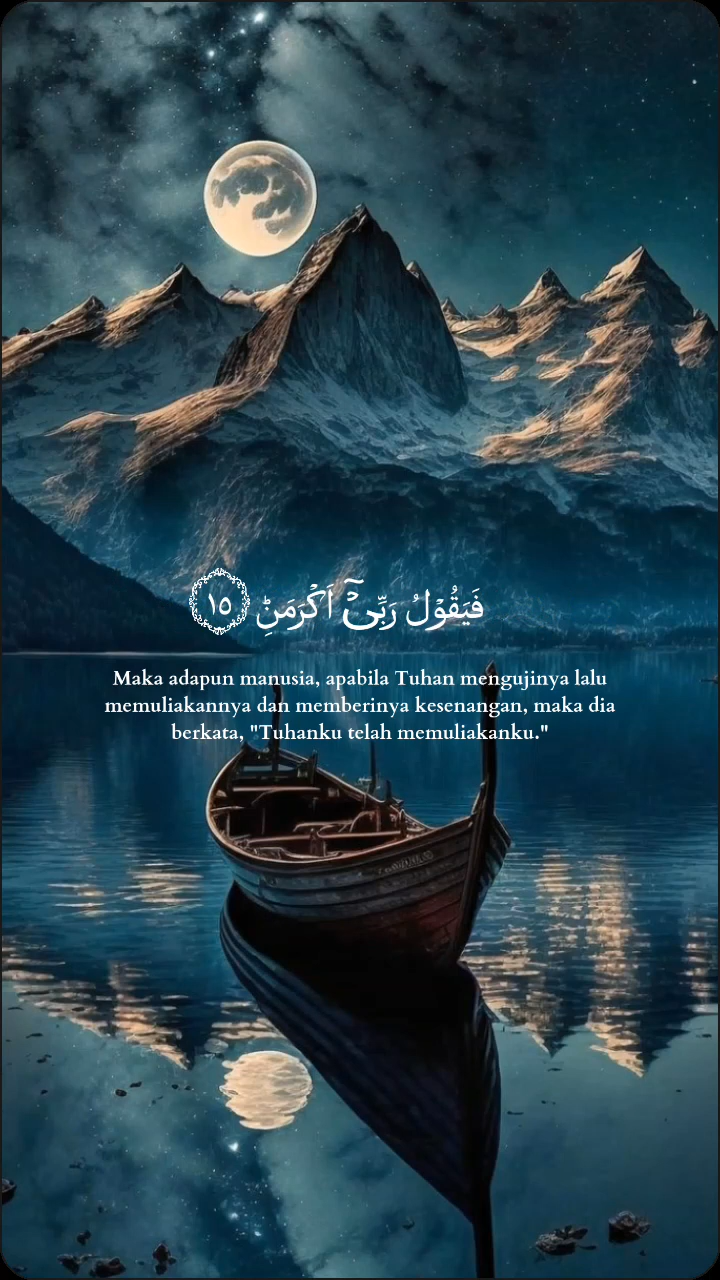 فَيَقُوْلُ رَبِّيْٓ اَكْرَمَنِۗ ١٥
Maka adapun manusia, apabila Tuhan mengujinya lalu
memuliakannya dan memberinya kesenangan, maka dia
berkata, "Tuhanku telah memuliakanku."